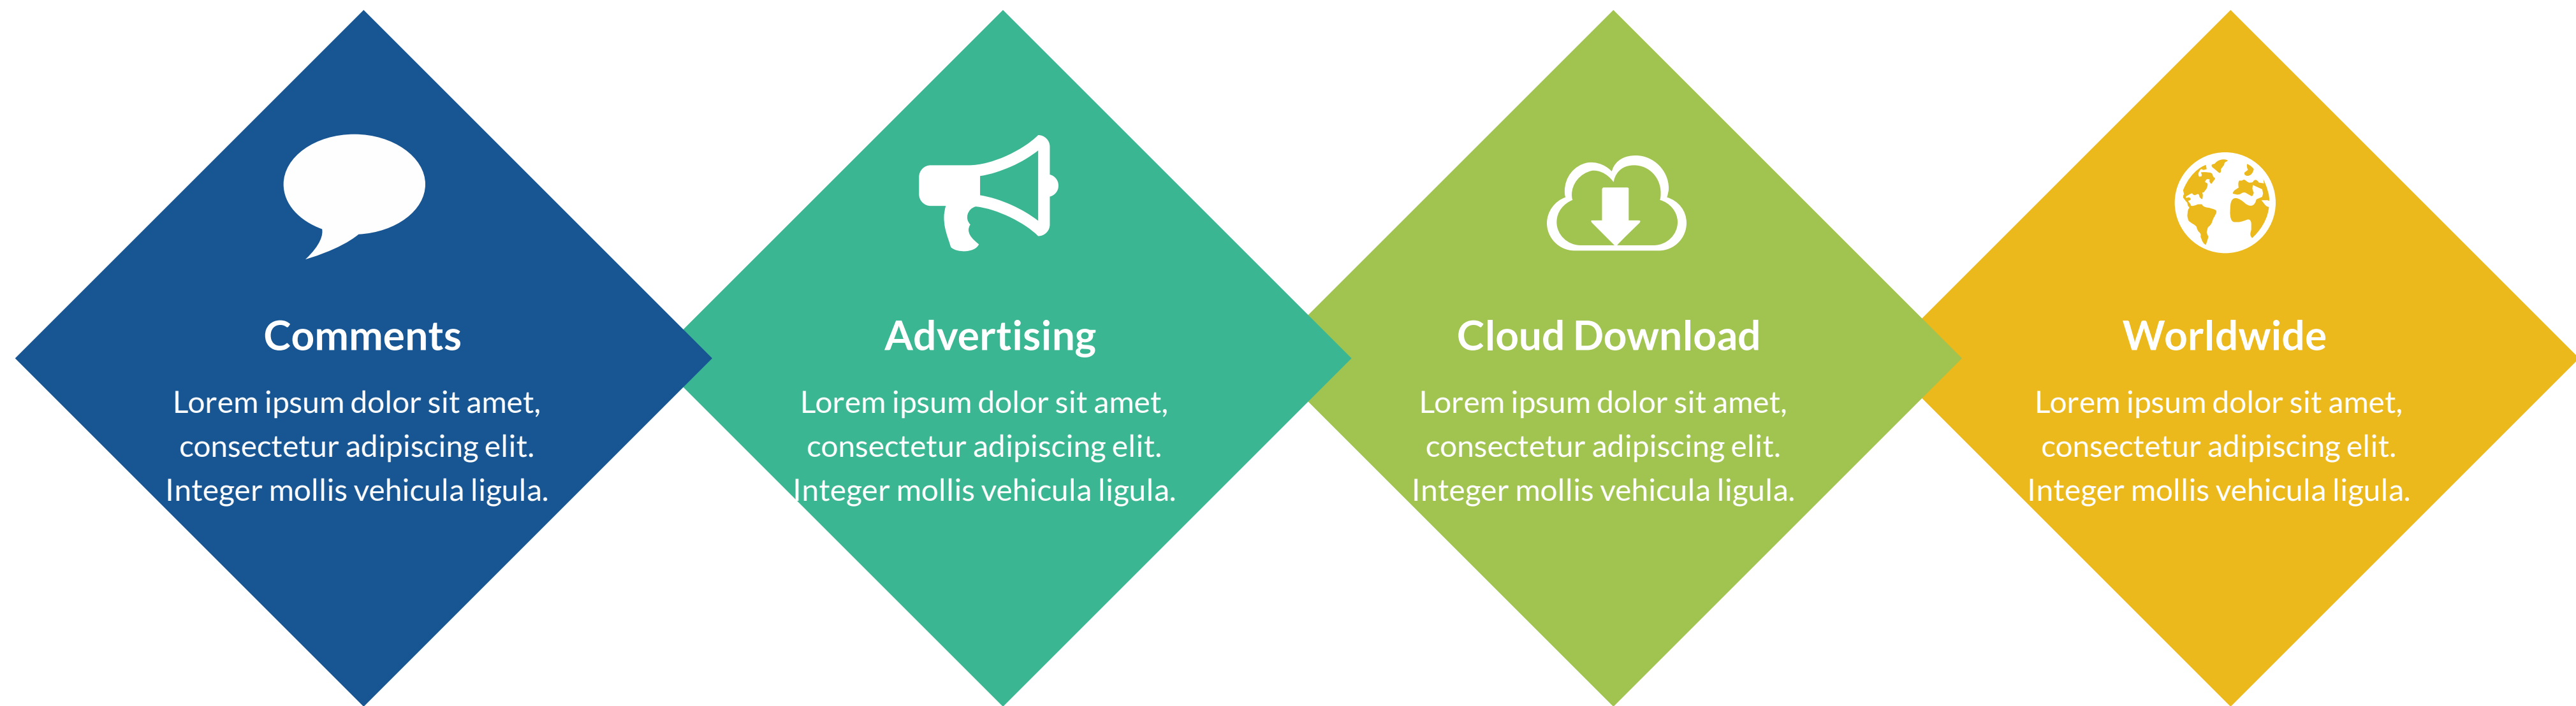 Comments
Lorem ipsum dolor sit amet,
consectetur adipiscing elit.
Integer mollis vehicula ligula.
Advertising
Lorem ipsum dolor sit amet,
consectetur adipiscing elit.
Integer mollis vehicula ligula.
Cloud Download
Lorem ipsum dolor sit amet,
consectetur adipiscing elit.
Integer mollis vehicula ligula.
Worldwide
Lorem ipsum dolor sit amet,
consectetur adipiscing elit.
Integer mollis vehicula ligula.